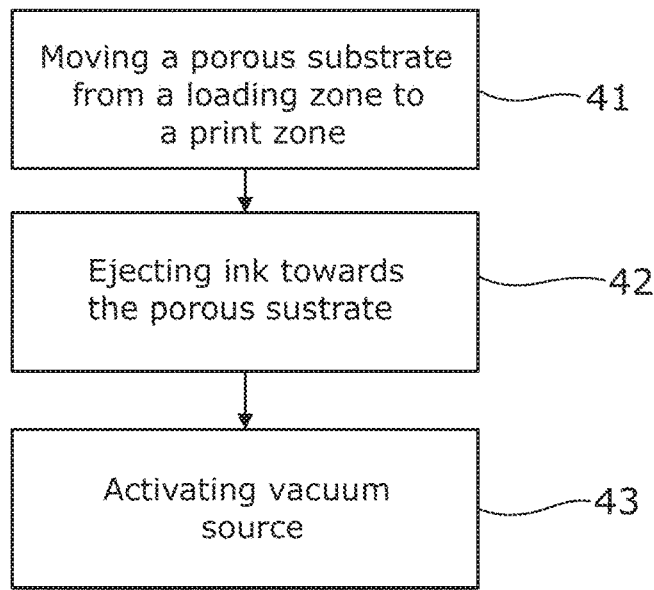 Moving a porous substrate
from a loading zone to
a print zone
41
Ejecting ink towards
the porous sustrate
42
Activating vacuum
source
43